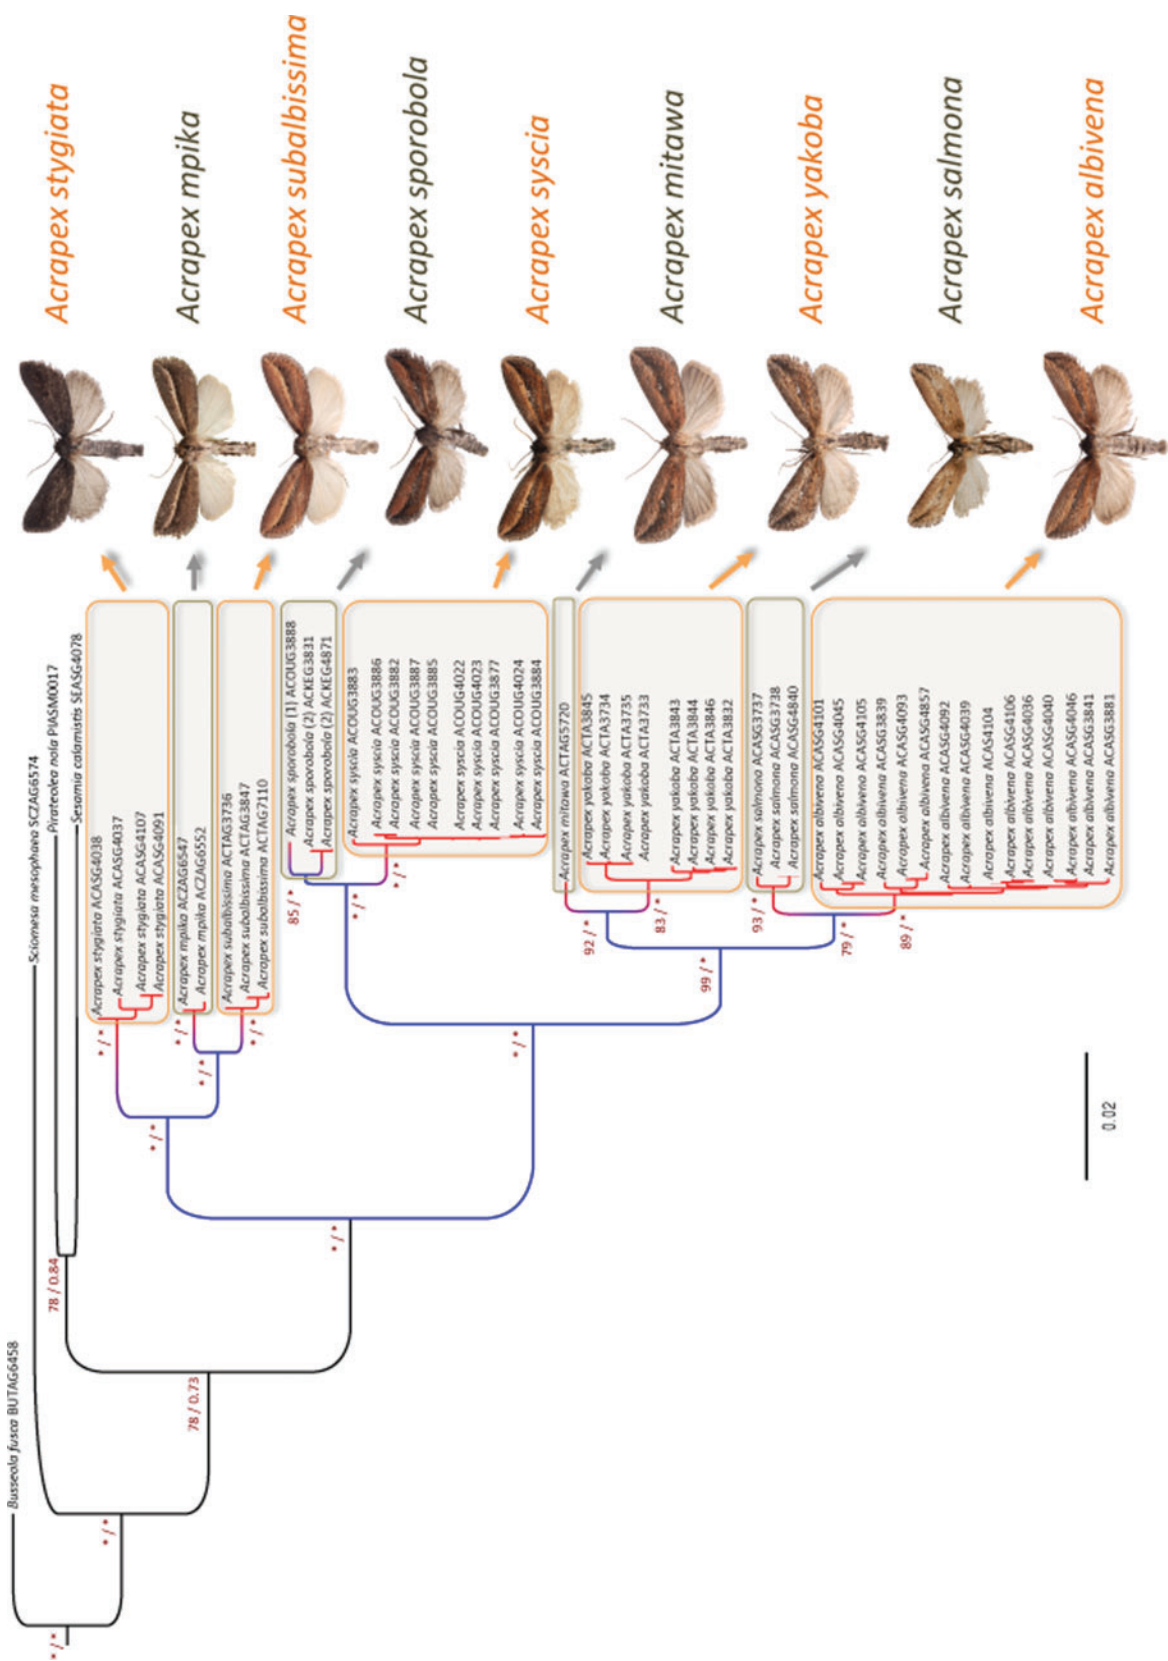 Busseola fusca BUTAG6458
Sciomesa mesophaena SCZAG6574
Pirateolea nola PIASM0017
Sesamia calamistis SEASG4078
Acrapex stygiata ACASG4038
Acrapex stygiata ACASG4037
Acrapex stygiata ACASG4107
Acrapex stygiata ACASG4091
Acrapex mpika ACZAG6547
Acrapex mpika ACZAG6552
Acrapex subalbissima ACTAG3736
Acrapex subalbissima ACTAG3847
Acrapex subalbissima ACTAG7110
Acrapex sporobola (1) ACOUG3888
Acrapex sporobola (2) ACKEG3831
Acrapex sporobola (2) ACKEG4871
Acrapex syscia ACOUG3883
Acrapex syscia ACOUG3886
Acrapex syscia ACOUG3882
Acrapex syscia ACOUG3887
Acrapex syscia ACOUG3885
Acrapex syscia ACOUG4022
Acrapex syscia ACOUG4023
Acrapex syscia ACOUG3877
Acrapex syscia ACOUG4024
Acrapex syscia ACOUG3884
Acrapex mitawa ACTAG5720
Acrapex yakoba ACTA3845
Acrapex yakoba ACTA3734
Acrapex yakoba ACTA3735
Acrapex yakoba ACTA3733
Acrapex yakoba ACTA3843
Acrapex yakoba ACTA3844
Acrapex yakoba ACTA3846
Acrapex yakoba ACTA3832
Acrapex salmona ACASG3737
Acrapex salmona ACASG3738
Acrapex salmona ACASG4840
Acrapex albivena ACASG4101
Acrapex albivena ACASG4045
Acrapex albivena ACASG4105
Acrapex albivena ACASG3839
Acrapex albivena ACASG4093
Acrapex albivena ACASG4857
Acrapex albivena ACASG4092
Acrapex albivena ACASG4039
Acrapex albivena ACAS4104
Acrapex albivena ACASG4106
Acrapex albivena ACASG4036
Acrapex albivena ACASG4040
Acrapex albivena ACASG4046
Acrapex albivena ACASG3841
Acrapex albivena ACASG3881
* / *
* / *
78 / 0.84
78 / 0.73
* / *
* / *
* / *
* / *
* / *
* / *
* / *
85 / *
* / *
* / *
99 / *
92 / *
83 / *
93 / *
79 / *
89 / *
0.02
Acrapex stygiata
Acrapex mpika
Acrapex subalbissima
Acrapex sporobola
Acrapex syscia
Acrapex mitawa
Acrapex yakoba
Acrapex salmona
Acrapex albivena